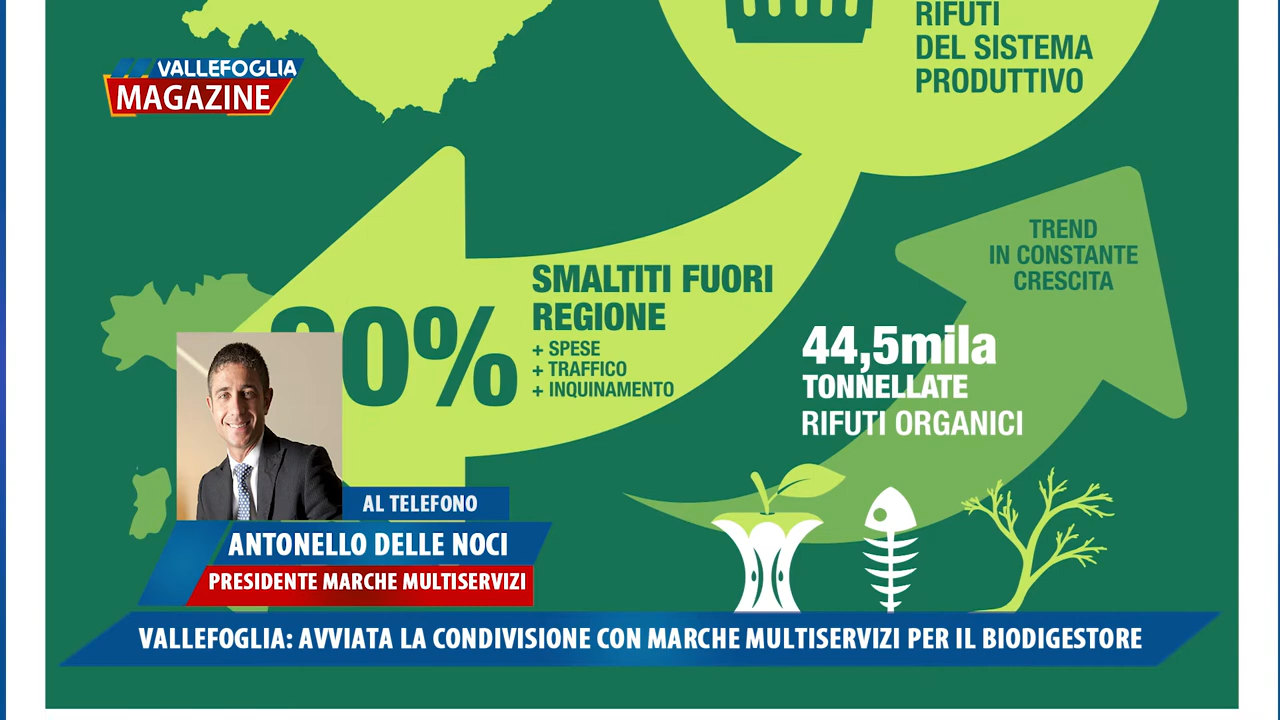 RIFIUTI
DEL SISTEMA
PRODUTTIVO
VALLEFOGLIA
MAGAZINE
TREND
IN CONSTANTE
CRESCITA
SMALTITI FUORI
REGIONE
+ SPESE
+ TRAFFICO
+ INQUINAMENTO
44,5mila
TONNELLATE
RIFUTI ORGANICI
AL TELEFONO
ANTONELLO DELLE NOCI
PRESIDENTE MARCHE MULTISERVIZI
VALLEFOGLIA: AVVIATA LA CONDIVISIONE CON MARCHE MULTISERVIZI PER IL BIODIGESTORE